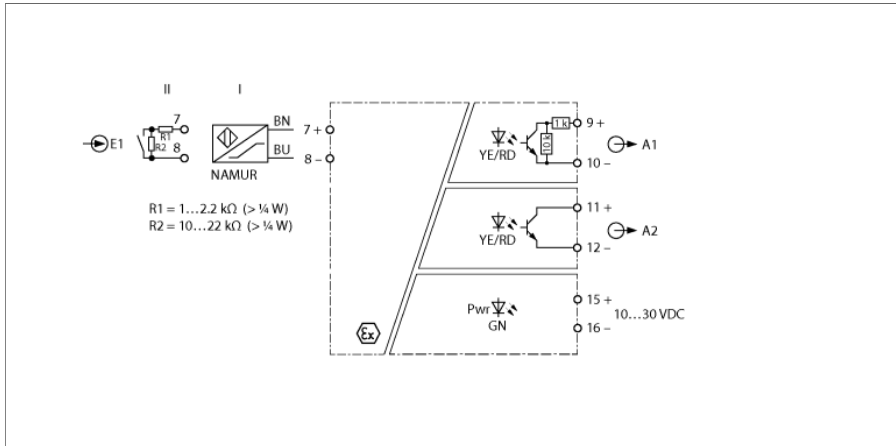 II I
7
E1
R1
R2
8
BN
7 +
BU
8 –
NAMUR
R1 = 1…2.2 kΩ (> ¼ W)
R2 = 10…22 kΩ (> ¼ W)
1 k
9 +
10 k
A1
YE/RD
10 –
11 +
A2
YE/RD
12 –
Pwr
GN
15 +
10…30 VDC
16 –
Ex